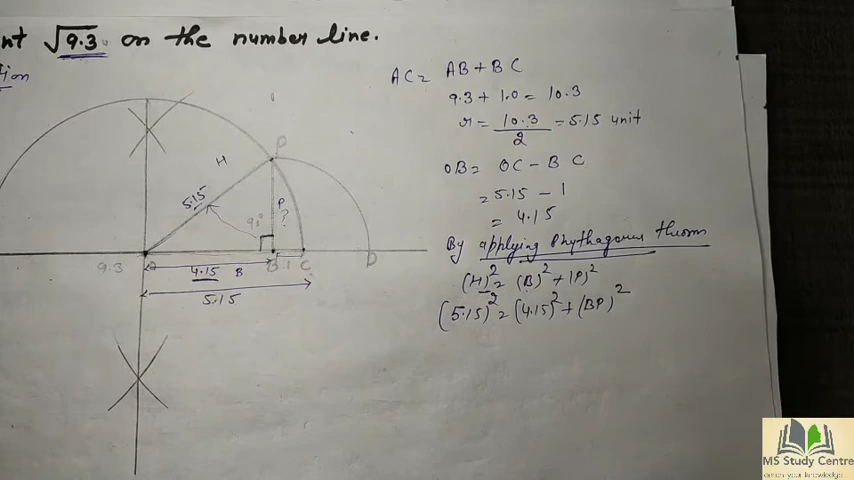 nt √9.3 on the number line.
tion
AC = AB + BC
9.3 + 1.0 = 10.3
r = 10.3/2 = 5.15 unit
OB = OC - BC
= 5.15 - 1
= 4.15
By applying Phythagorus theorm
(H)² = (B)² + (P)²
(5.15)² = (4.15)² + (BP)²
P
H
5.15
P
?
90°
9.3
O
B
1
C
D
4.15 B
5.15
MS Study Centre